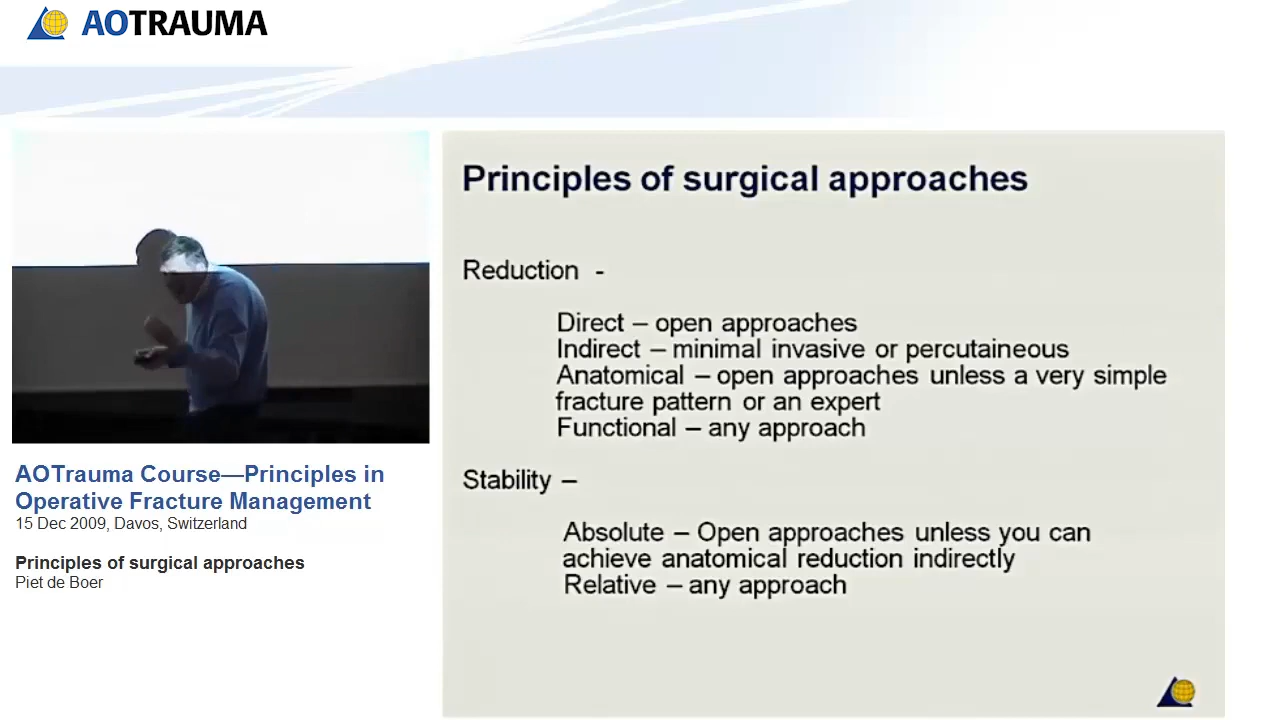 AOTRAUMA
Principles of surgical approaches
Reduction -
Direct – open approaches
Indirect – minimal invasive or percutaineous
Anatomical – open approaches unless a very simple
fracture pattern or an expert
Functional – any approach
Stability –
Absolute – Open approaches unless you can
achieve anatomical reduction indirectly
Relative – any approach
AOTrauma Course—Principles in
Operative Fracture Management
15 Dec 2009, Davos, Switzerland
Principles of surgical approaches
Piet de Boer